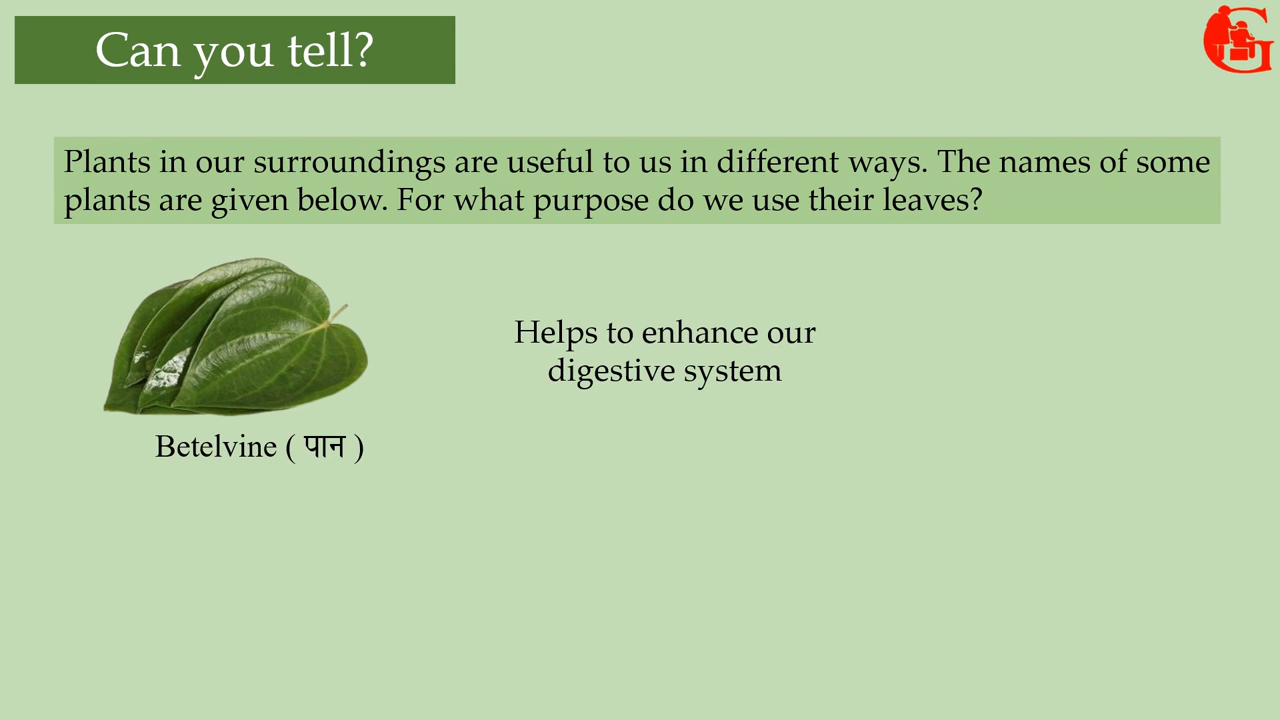 Can you tell?
Plants in our surroundings are useful to us in different ways. The names of some
plants are given below. For what purpose do we use their leaves?
Helps to enhance our
digestive system
Betelvine ( पान )